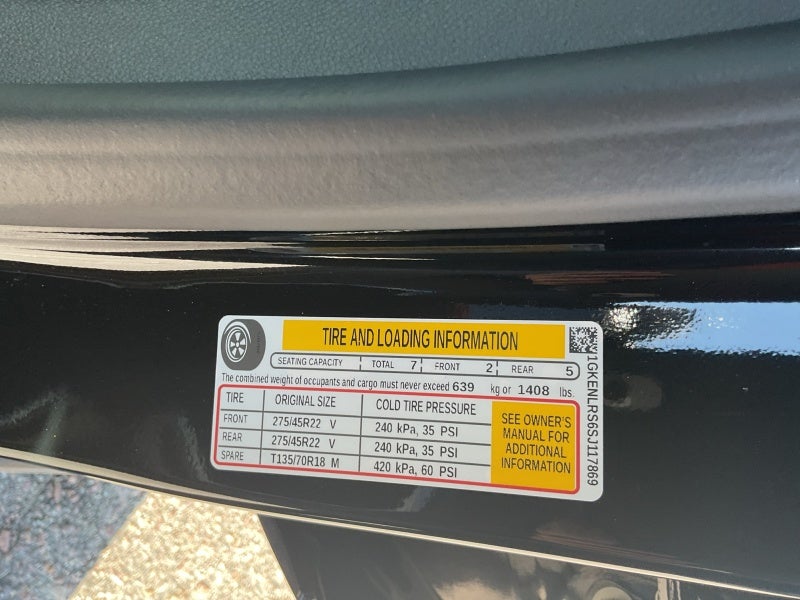 TIRE AND LOADING INFORMATION
SEATING CAPACITY TOTAL 7 FRONT 2 REAR 5
The combined weight of occupants and cargo must never exceed 639 kg or 1408 lbs.
TIRE ORIGINAL SIZE COLD TIRE PRESSURE
FRONT 275/45R22 V 240 kPa, 35 PSI
REAR 275/45R22 V 240 kPa, 35 PSI
SPARE T135/70R18 M 420 kPa, 60 PSI
SEE OWNER'S
MANUAL FOR
ADDITIONAL
INFORMATION
1GKENLRS6SJ117869